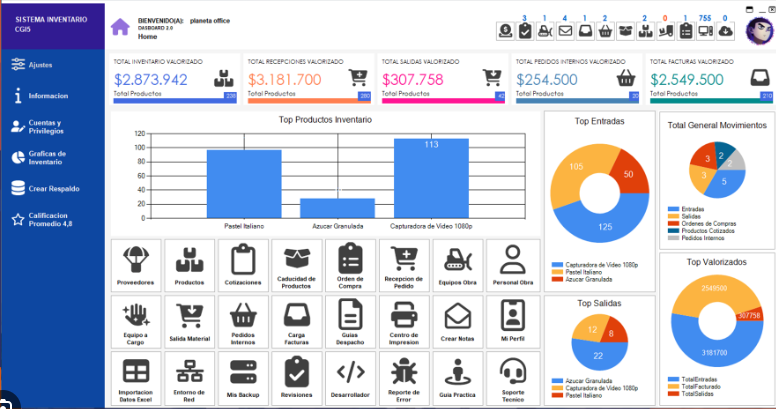 SISTEMA INVENTARIO
CGI5
Ajustes
Informacion
Cuentas y
Privilegios
Graficas de
Inventario
Crear Respaldo
Calificacion
Promedio 4,8
BIENVENIDO(A): planeta office
DASBOARD 2.0
Home
3 1 4 1 2 2 0 1 755 0
TOTAL INVENTARIO VALORIZADO
$2.873.942
Total Productos
238
TOTAL RECEPCIONES VALORIZADO
$3.181.700
Total Productos
280
TOTAL SALIDAS VALORIZADO
$307.758
Total Productos
42
TOTAL PEDIDOS INTERNOS VALORIZADO
$254.500
Total Productos
20
TOTAL FACTURAS VALORIZADO
$2.549.500
Total Productos
210
Top Productos Inventario
120
100
80
60
40
20
0
113
Pastel Italiano
Azucar Granulada
Capturadora de Video 1080p
Top Entradas
105
50
125
Capturadora de Video 1080p
Pastel Italiano
Azucar Granulada
Total General Movimientos
3
2
2
3
5
Entradas
Salidas
Ordenes de Compras
Productos Cotizados
Pedidos Internos
Proveedores
Productos
Cotizaciones
Caducidad de
Productos
Orden de
Compra
Recepcion de
Pedido
Equipos Obra
Personal Obra
Equipo a
Cargo
Salida Material
Pedidos
Internos
Carga
Facturas
Guias
Despacho
Centro de
Impresion
Crear Notas
Mi Perfil
Importacion
Datos Excel
Entorno de
Red
Mis Backup
Revisiones
Desarrollador
Reporte de
Error
Guia Practica
Soporte
Tecnico
Top Salidas
12
8
22
Azucar Granulada
Capturadora de Video 1080p
Pastel Italiano
Top Valorizados
2549500
307758
3181700
TotalEntradas
TotalFacturado
TotalSalidas